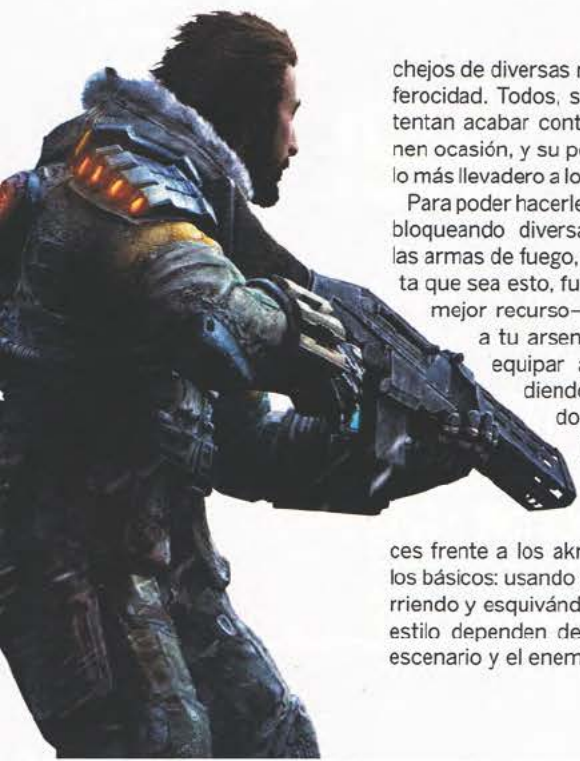 chejos de diversas
ferocidad. Todos, s
tentan acabar cont
nen ocasión, y su p
lo más llevadero a lo
Para poder hacerle
bloqueando diversa
las armas de fuego,
ta que sea esto, fu
mejor recurso—
a tu arsen
equipar a
diendo
do
ces frente a los akr
los básicos: usando
rriendo y esquivánd
estilo dependen de
escenario y el enem